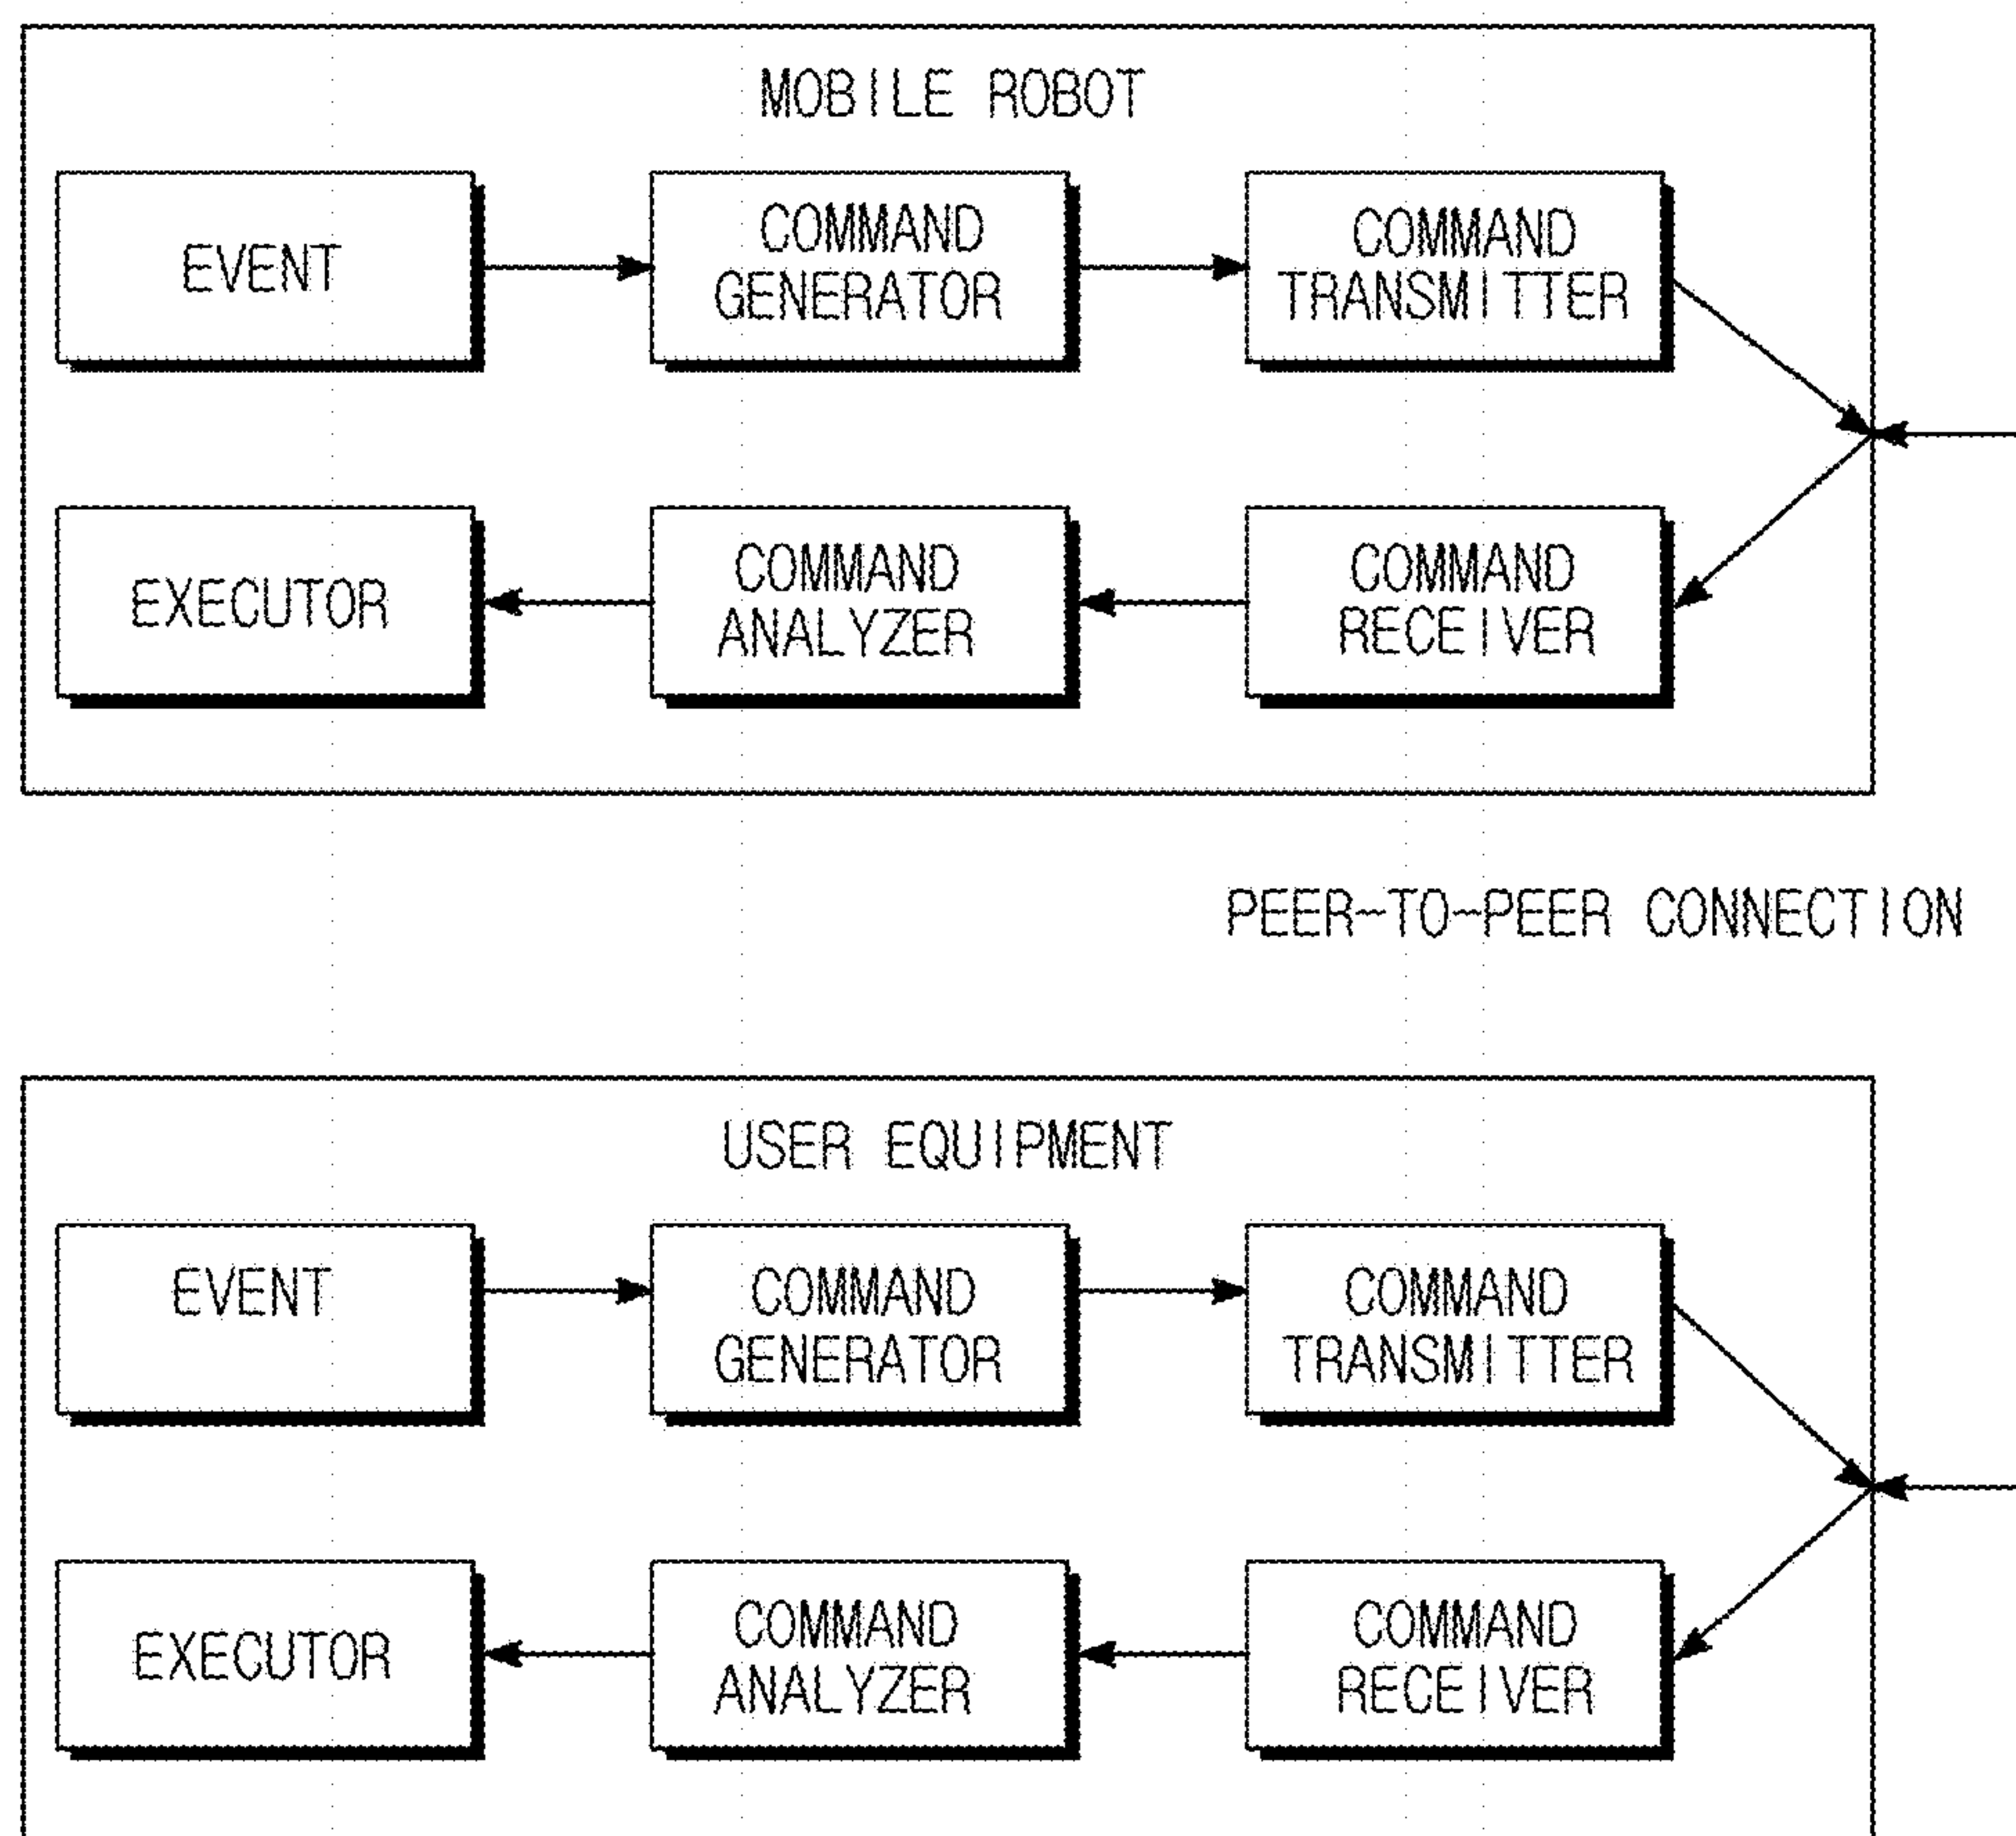 MOBILE ROBOT
EVENT
COMMAND
GENERATOR
COMMAND
TRANSMITTER
EXECUTOR
COMMAND
ANALYZER
COMMAND
RECEIVER
PEER-TO-PEER CONNECTION
USER EQUIPMENT
EVENT
COMMAND
GENERATOR
COMMAND
TRANSMITTER
EXECUTOR
COMMAND
ANALYZER
COMMAND
RECEIVER